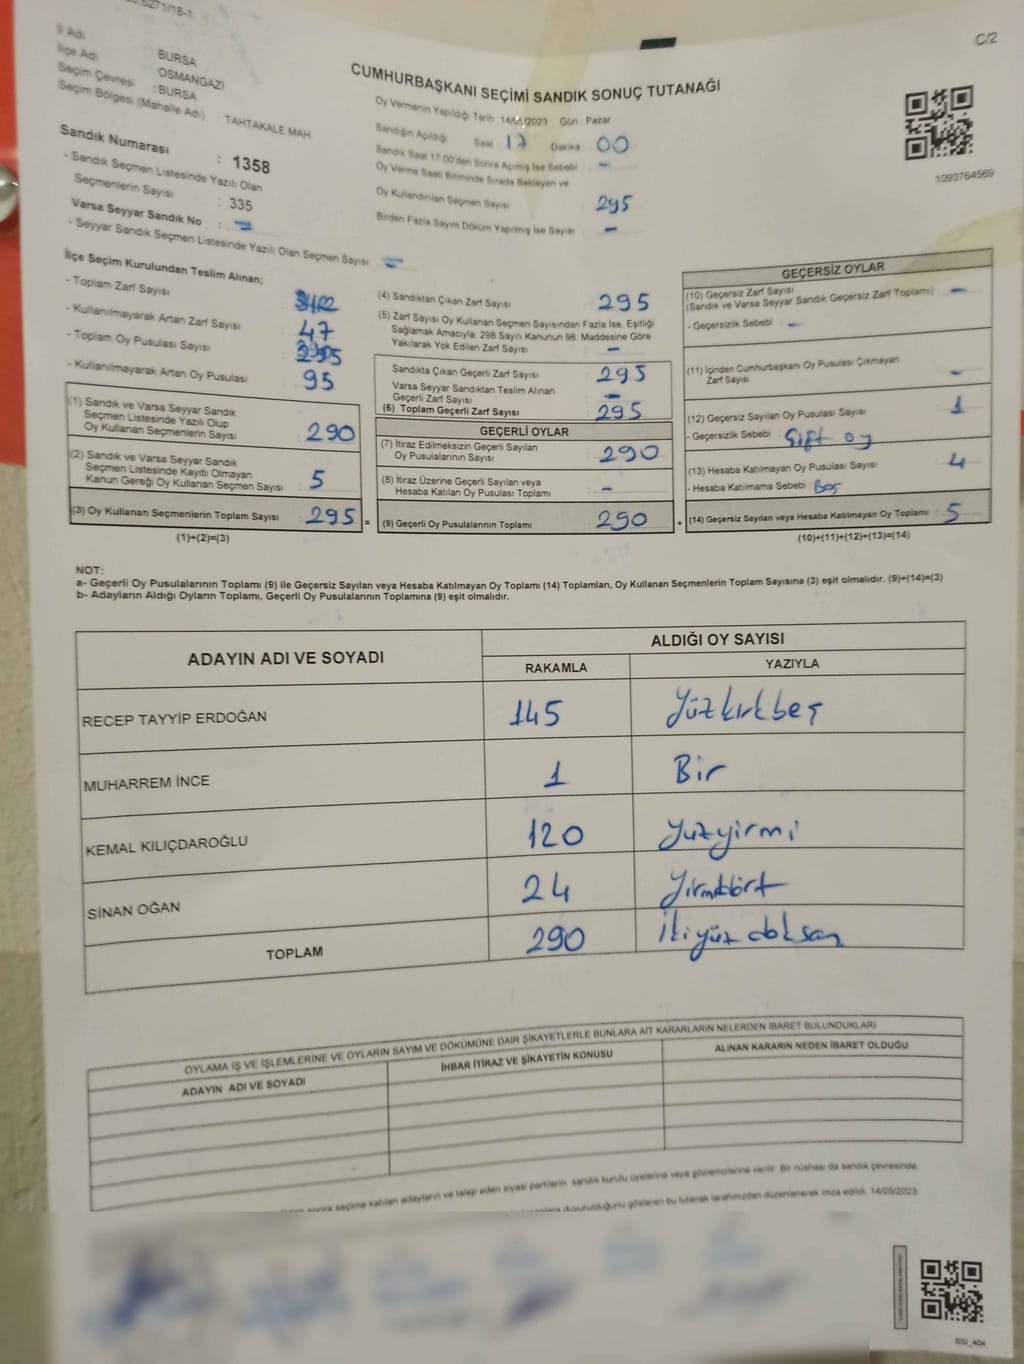 C/2
İl Adı
İlçe Adı : BURSA
Seçim Çevresi : OSMANGAZİ
Seçim Bölgesi (Mahalle Adı) : BURSA
: TAHTAKALE MAH.
CUMHURBAŞKANI SEÇİMİ SANDIK SONUÇ TUTANAĞI
Oy Vermenin Yapıldığı Tarih : 14/05/2023 Gün : Pazar
Sandığın Açıldığı Saat 17 Dakika 00
Sandık Saat 17:00'den Sonra Açımış İse Sebebi -
Oy Verme Saati Bitiminde Sırada Bekleyen ve
Oy Kullandırılan Seçmen Sayısı 295
Birden Fazla Sayım Döküm Yapılmış İse Sayısı -
1093764569
Sandık Numarası : 1358
- Sandık Seçmen Listesinde Yazılı Olan
Seçmenlerin Sayısı : 335
Varsa Seyyar Sandık No : -
- Seyyar Sandık Seçmen Listesinde Yazılı Olan Seçmen Sayısı -
İlçe Seçim Kurulundan Teslim Alınan;
- Toplam Zarf Sayısı
- Kullanılmayarak Artan Zarf Sayısı 47
- Toplam Oy Pusulası Sayısı
- Kullanılmayarak Artan Oy Pusulası 95
(1) Sandık ve Varsa Seyyar Sandık
Seçmen Listesinde Yazılı Olup
Oy Kullanan Seçmenlerin Sayısı 290
(2) Sandık ve Varsa Seyyar Sandık
Seçmen Listesinde Kayıtlı Olmayan
Kanun Gereği Oy Kullanan Seçmen Sayısı 5
(3) Oy Kullanan Seçmenlerin Toplam Sayısı : 295 =
(1)+(2)=(3)
(4) Sandıktan Çıkan Zarf Sayısı 295
(5) Zarf Sayısı Oy Kullanan Seçmen Sayısından Fazla İse, Eşitliği
Sağlamak Amacıyla, 298 Sayılı Kanunun 98. Maddesine Göre
Yakılarak Yok Edilen Zarf Sayısı -
Sandıkta Çıkan Geçerli Zarf Sayısı 295
Varsa Seyyar Sandıktan Teslim Alınan
Geçerli Zarf Sayısı -
(6) Toplam Geçerli Zarf Sayısı 295
GEÇERLİ OYLAR
(7) İtiraz Edilmeksizin Geçerli Sayılan
Oy Pusulalarının Sayısı 290
(8) İtiraz Üzerine Geçerli Sayılan veya
Hesaba Katılan Oy Pusulası Toplamı -
(9) Geçerli Oy Pusulalarının Toplamı 290 +
GEÇERSİZ OYLAR
(10) Geçersiz Zarf Sayısı
(Sandık ve Varsa Seyyar Sandık Geçersiz Zarf Toplamı) -
- Geçersizlik Sebebi -
(11) İçinden Cumhurbaşkanı Oy Pusulası Çıkmayan
Zarf Sayısı -
(12) Geçersiz Sayılan Oy Pusulası Sayısı 1
- Geçersizlik Sebebi Çift oy
(13) Hesaba Katılmayan Oy Pusulası Sayısı 4
- Hesaba Katılmama Sebebi : Boş
(14) Geçersiz Sayılan veya Hesaba Katılmayan Oy Toplamı 5
(10)+(11)+(12)+(13)=(14)
NOT:
a- Geçerli Oy Pusulalarının Toplamı (9) ile Geçersiz Sayılan veya Hesaba Katılmayan Oy Toplamı (14) Toplamları, Oy Kullanan Seçmenlerin Toplam Sayısına (3) eşit olmalıdır. (9)+(14)=(3)
b- Adayların Aldığı Oyların Toplamı, Geçerli Oy Pusulalarının Toplamına (9) eşit olmalıdır.
ADAYIN ADI VE SOYADI ALDIĞI OY SAYISI
RAKAMLA YAZIYLA
RECEP TAYYİP ERDOĞAN 145 Yüzkırkbeş
MUHARREM İNCE 1 Bir
KEMAL KILIÇDAROĞLU 120 Yuzyirmi
SİNAN OĞAN 24 Yirmidört
TOPLAM 290 İkiyüz doksan
OYLAMA İŞ VE İŞLEMLERİNE VE OYLARIN SAYIM VE DÖKÜMÜNE DAİR ŞİKAYETLERLE BUNLARA AİT KARARLARIN NELERDEN İBARET BULUNDUKLARI
ADAYIN ADI VE SOYADI İHBAR İTİRAZ VE ŞİKAYETİN KONUSU ALINAN KARARIN NEDEN İBARET OLDUĞU
sonra seçime katılan adayların ve talep eden siyasi partilerin sandık kurulu üyelerine veya gözlemcilerine verilir. Bir nüshası da sandık çevresinde
duyurulduğunu gösteren bu tutanak tarafımızdan düzenlenerek imza edildi. 14/05/2023
SSI_404